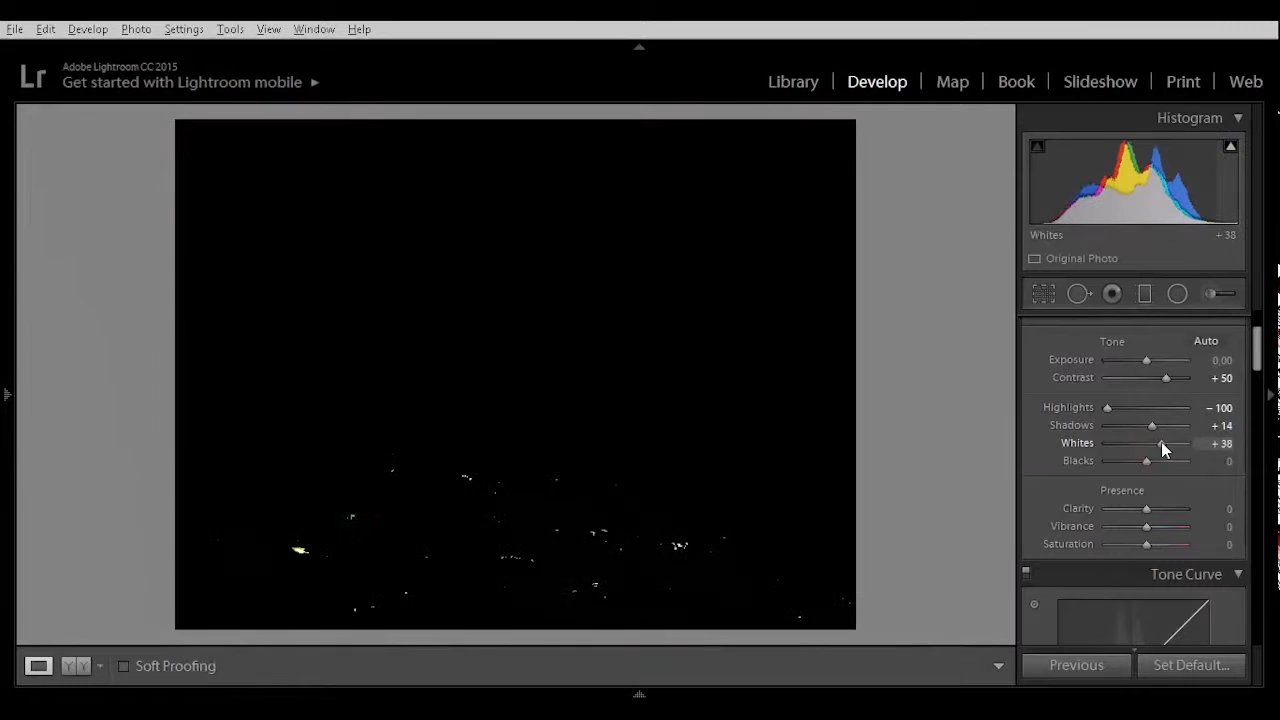 File Edit Develop Photo Settings Tools View Window Help
Lr
Adobe Lightroom CC 2015
Get started with Lightroom mobile
Library Develop Map Book Slideshow Print Web
Histogram
Whites + 38
Original Photo
Tone Auto
Exposure 0,00
Contrast + 50
Highlights − 100
Shadows + 14
Whites + 38
Blacks 0
Presence
Clarity 0
Vibrance 0
Saturation 0
Tone Curve
YY Soft Proofing
Previous Set Default...